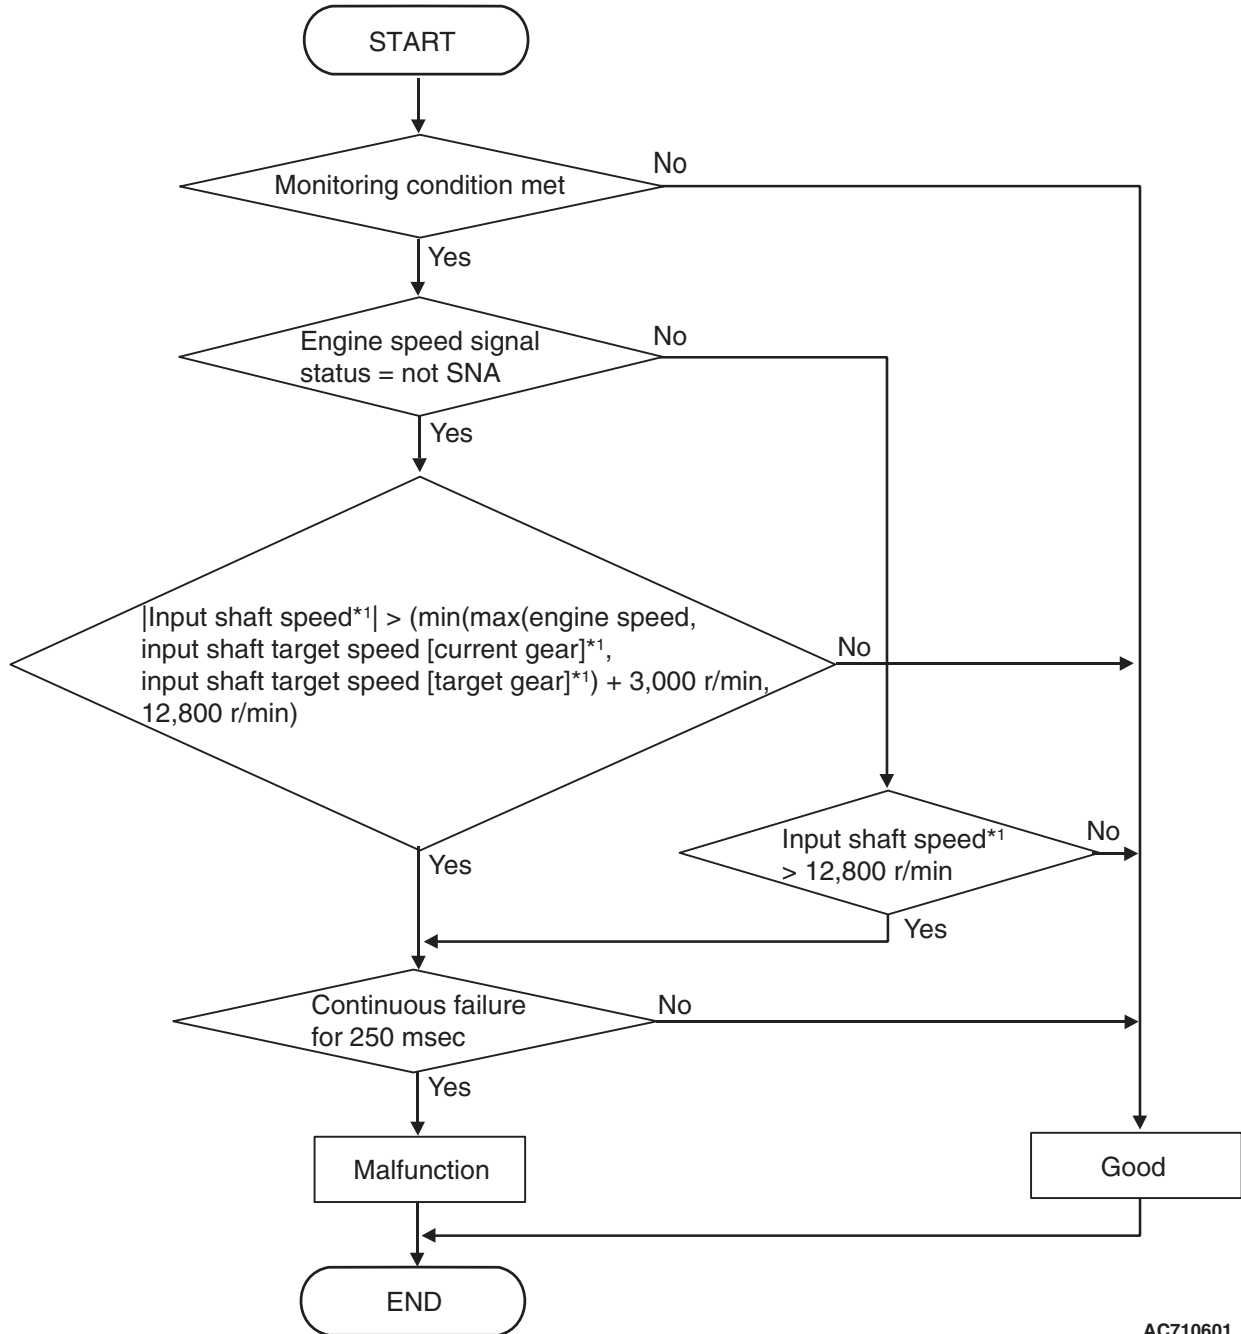 START
Monitoring condition met
No
Yes
Engine speed signal
status = not SNA
No
Yes
|Input shaft speed*1| > (min(max(engine speed,
input shaft target speed [current gear]*1,
input shaft target speed [target gear]*1) + 3,000 r/min,
12,800 r/min)
No
Yes
Input shaft speed*1
> 12,800 r/min
No
Yes
Continuous failure
for 250 msec
No
Yes
Malfunction
Good
END
AC710601